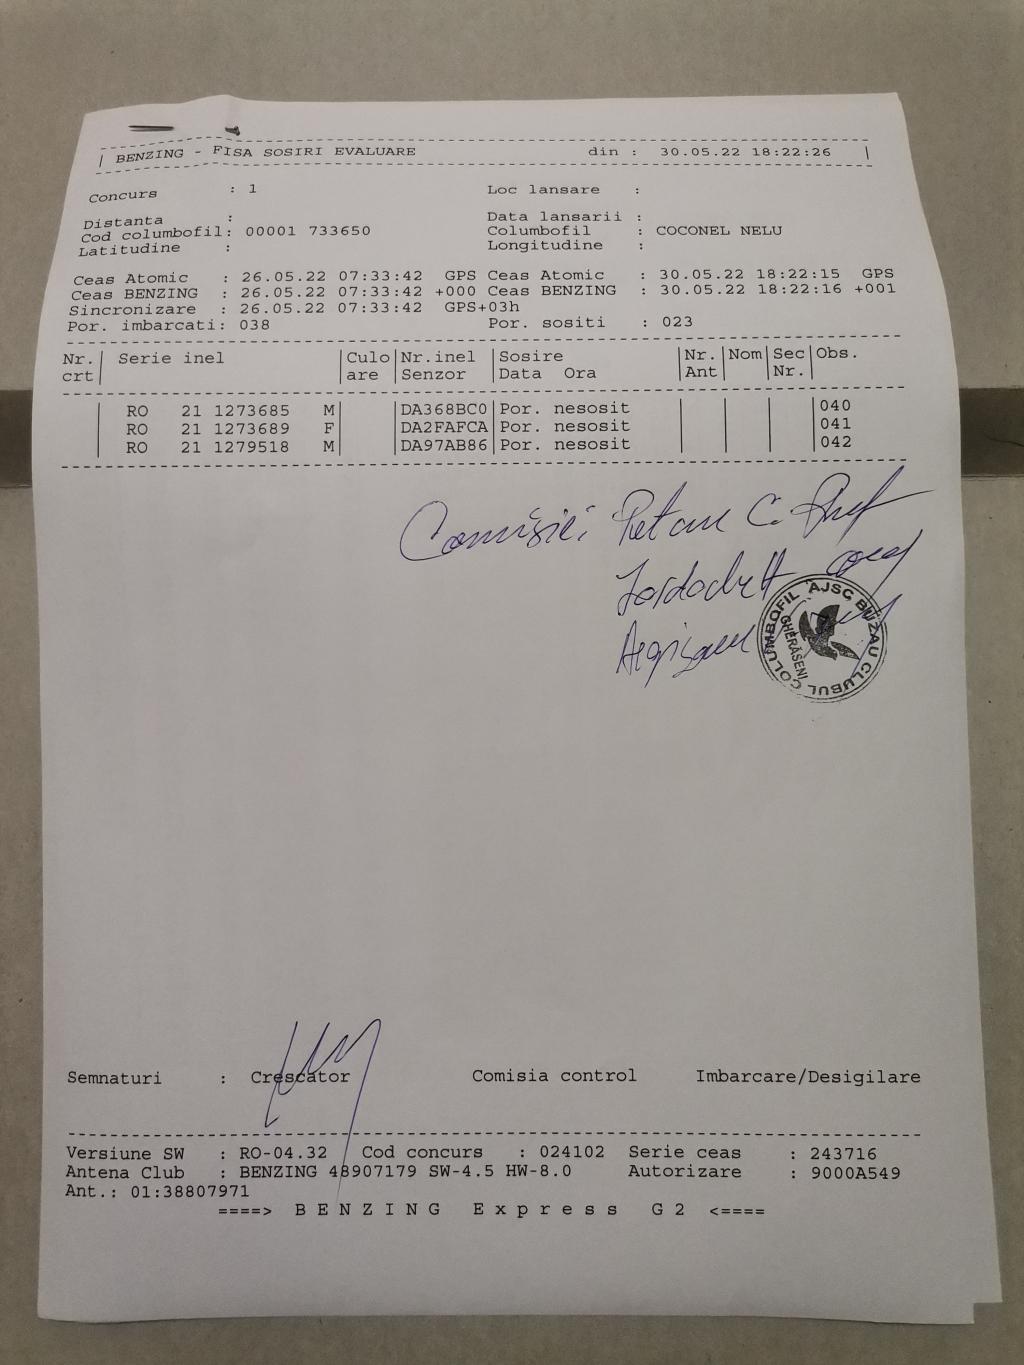 BENZING - FISA SOSIRI EVALUARE din : 30.05.22 18:22:26
Concurs : 1 Loc lansare :
Distanta : Data lansarii :
Cod columbofil: 00001 733650 Columbofil : COCONEL NELU
Latitudine : Longitudine :
Ceas Atomic : 26.05.22 07:33:42 GPS Ceas Atomic : 30.05.22 18:22:15 GPS
Ceas BENZING : 26.05.22 07:33:42 +000 Ceas BENZING : 30.05.22 18:22:16 +001
Sincronizare : 26.05.22 07:33:42 GPS+03h
Por. imbarcati: 038 Por. sositi : 023
Nr. | Serie inel |Culo|Nr.inel |Sosire |Nr. |Nom|Sec|Obs.
crt| |are |Senzor |Data Ora |Ant | |Nr.|
| RO 21 1273685 M| |DA368BC0|Por. nesosit | | | |040
| RO 21 1273689 F| |DA2FAFCA|Por. nesosit | | | |041
| RO 21 1279518 M| |DA97AB86|Por. nesosit | | | |042
Comisiei
AJSC BUZAU CLUBUL COLUMBOFIL
GHERĂSENI
Semnaturi : Crescator Comisia control Imbarcare/Desigilare
Versiune SW : RO-04.32 Cod concurs : 024102 Serie ceas : 243716
Antena Club : BENZING 48907179 SW-4.5 HW-8.0 Autorizare : 9000A549
Ant.: 01:38807971
====> B E N Z I N G E x p r e s s G 2 <====